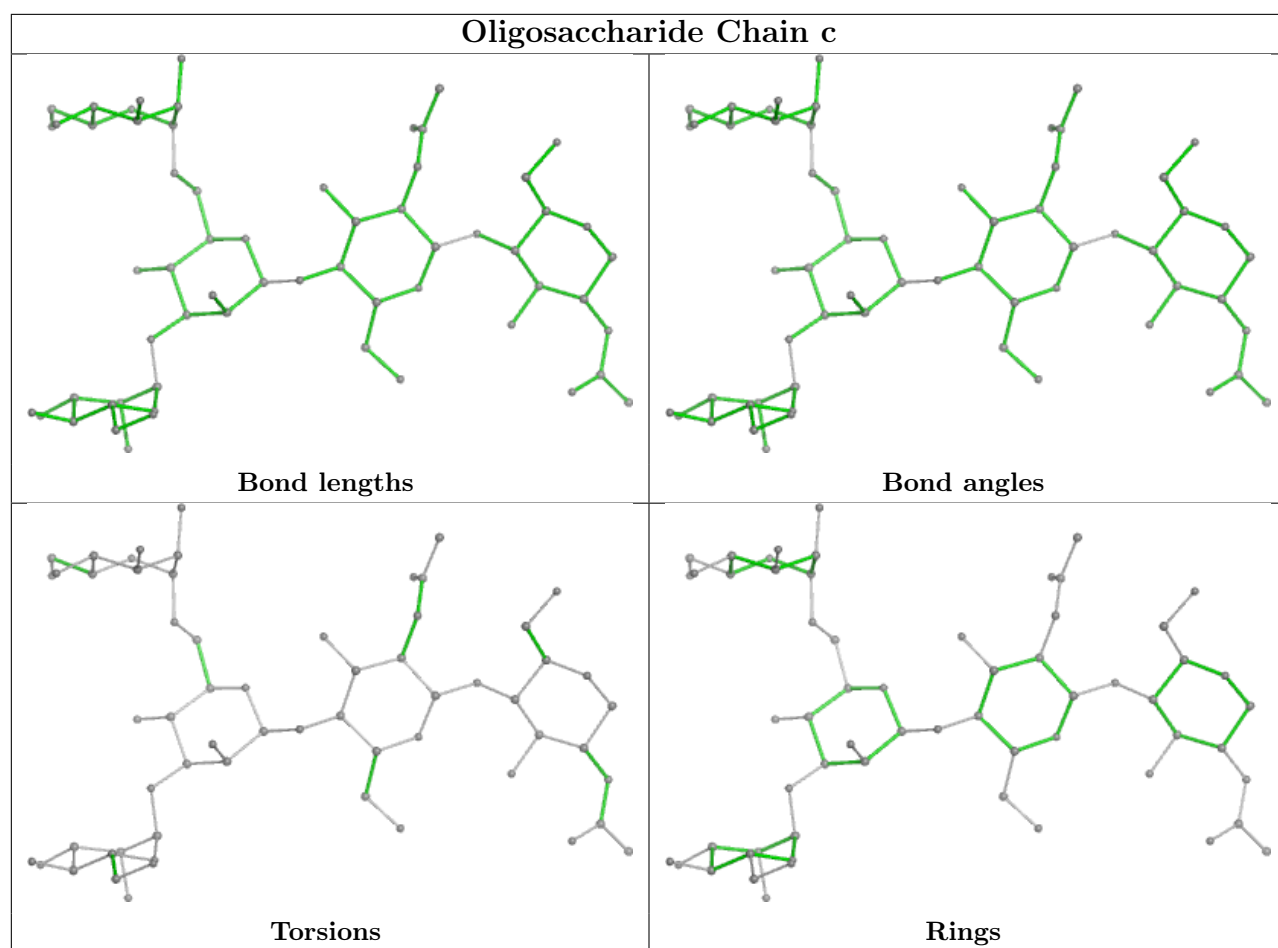 Oligosaccharide Chain c
Bond lengths
Bond angles
Torsions
Rings